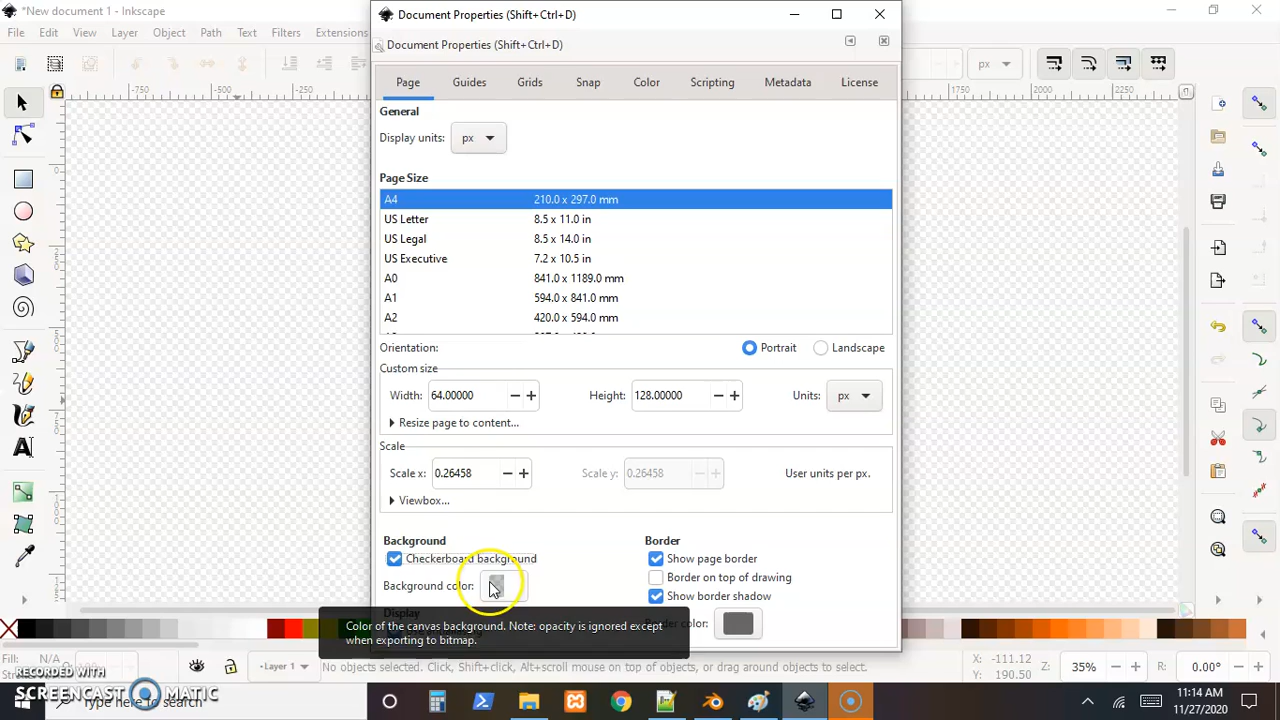 *New document 1 - Inkscape
Document Properties (Shift+Ctrl+D)
File Edit View Layer Object Path Text Filters Extensions
Document Properties (Shift+Ctrl+D)
px
-750 -500 1750 2000 2250
Page Guides Grids Snap Color Scripting Metadata License
General
Display units: px
Page Size
A4 210.0 x 297.0 mm
US Letter 8.5 x 11.0 in
US Legal 8.5 x 14.0 in
US Executive 7.2 x 10.5 in
A0 841.0 x 1189.0 mm
A1 594.0 x 841.0 mm
A2 420.0 x 594.0 mm
Orientation: Portrait Landscape
Custom size
Width: 64.00000 Height: 128.00000 Units: px
Resize page to content...
Scale
Scale x: 0.26458 Scale y: 0.26458 User units per px.
Viewbox...
Background Border
Checkerboard background Show page border
Border on top of drawing
Background color:
Show border shadow
Display
Color of the canvas background. Note: opacity is ignored except
when exporting to bitmap.
color:
Fill: N/A
Layer 1
No objects selected. Click, Shift+click, Alt+scroll mouse on top of objects, or drag around objects to select.
X: -111.12
Y: 190.50
Z: 35% R: 0.00°
RECORDED WITH
SCREENCAST MATIC
Type here to search
11:14 AM
11/27/2020